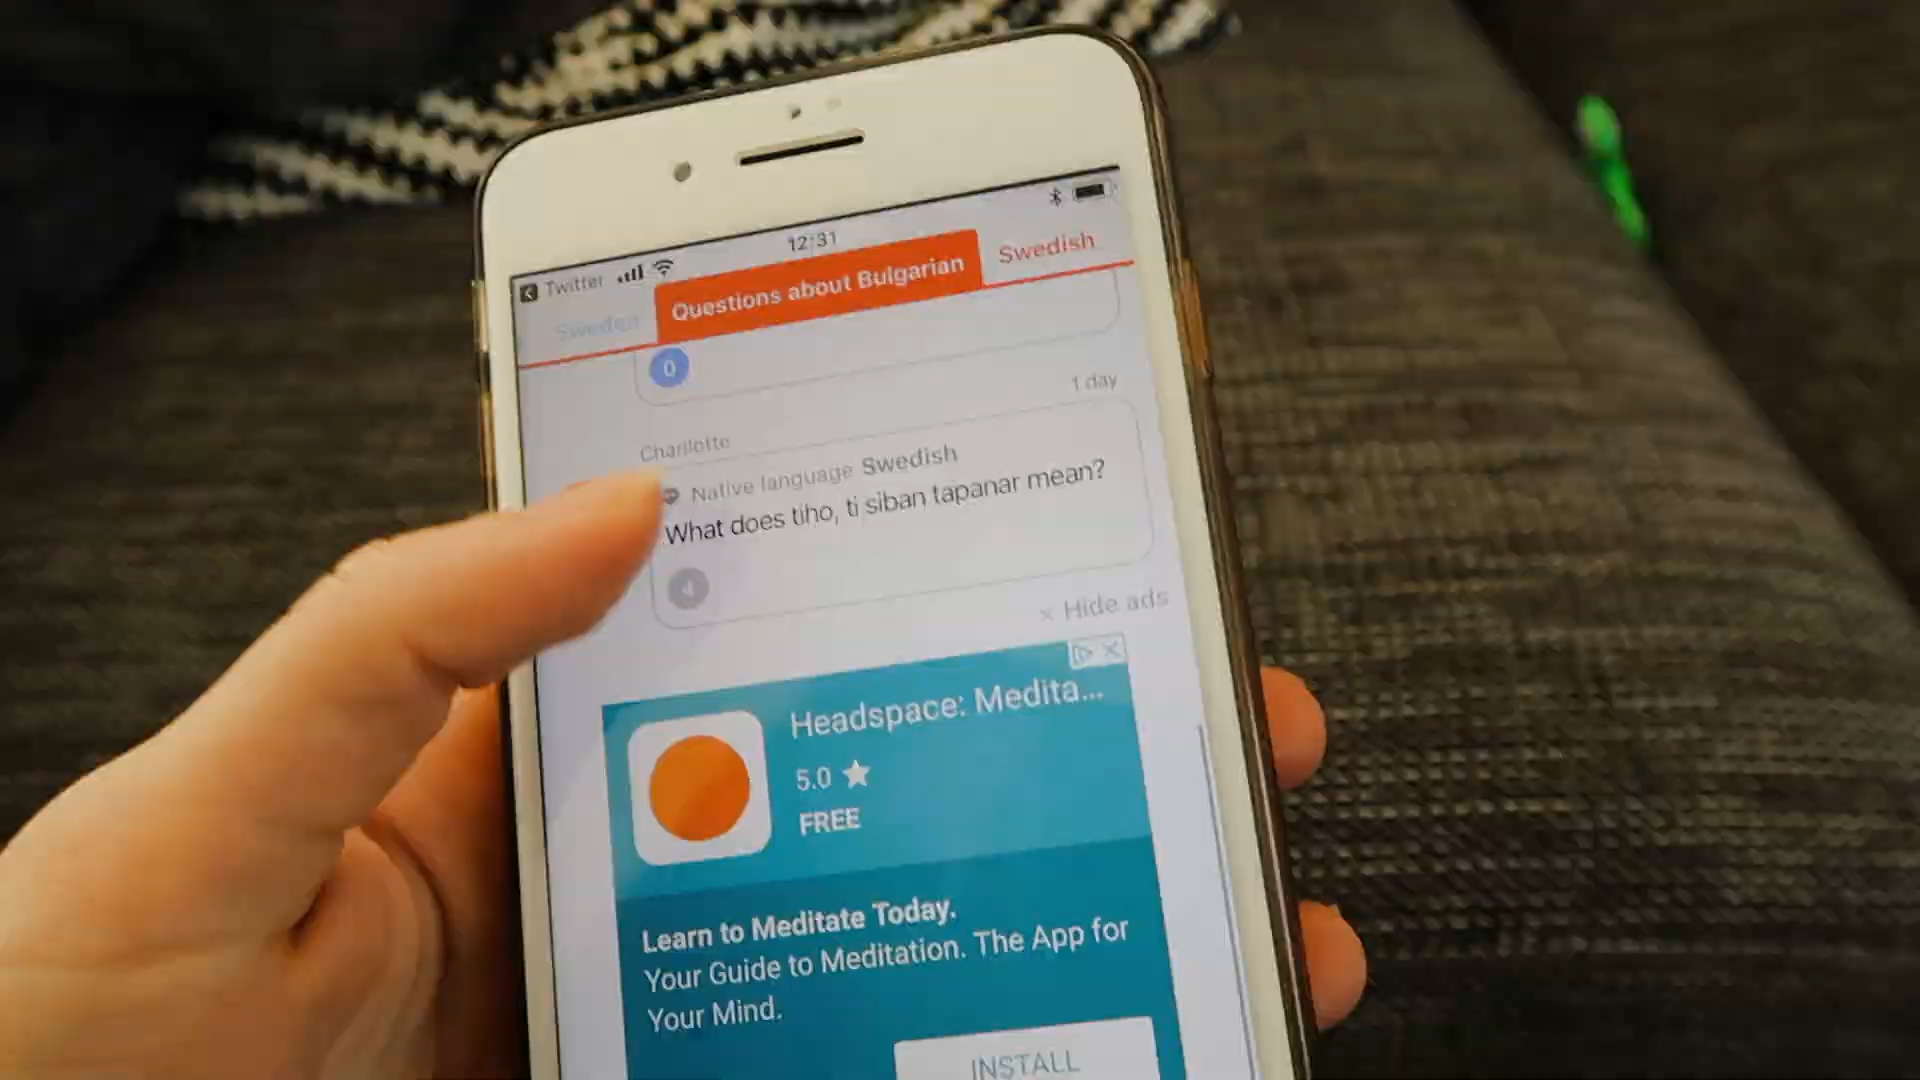 Twitter
12:31
Sweden
Questions about Bulgarian
Swedish
0
1 day
Charllotte
Native language Swedish
What does tiho, ti siban tapanar mean?
4
Hide ads
Headspace: Medita...
5.0
FREE
Learn to Meditate Today.
Your Guide to Meditation. The App for
Your Mind.
INSTALL